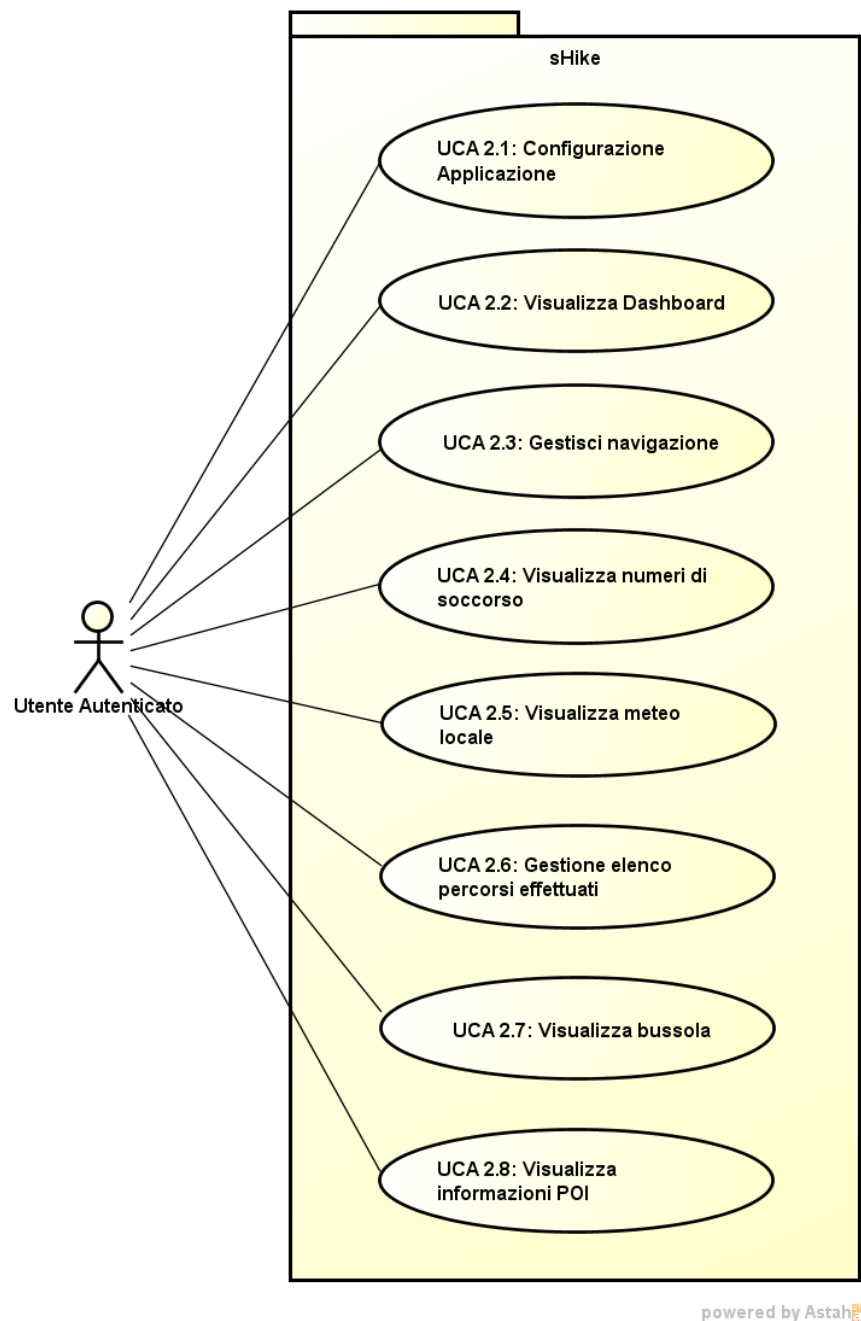 sHike
UCA 2.1: Configurazione
Applicazione
UCA 2.2: Visualizza Dashboard
UCA 2.3: Gestisci navigazione
UCA 2.4: Visualizza numeri di
soccorso
Utente Autenticato
UCA 2.5: Visualizza meteo
locale
UCA 2.6: Gestione elenco
percorsi effettuati
UCA 2.7: Visualizza bussola
UCA 2.8: Visualizza
informazioni POI
powered by Astah